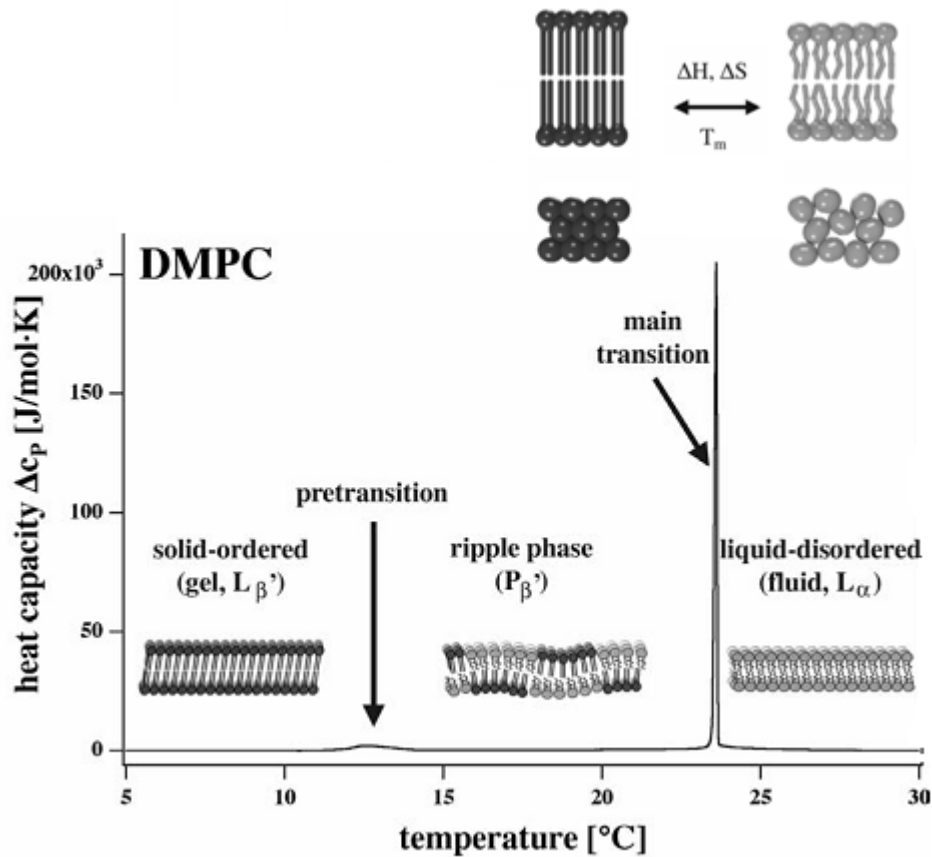 ΔH, ΔS
Tm
DMPC
200x10³
150
100
50
0
heat capacity ΔcP [J/mol·K]
main
transition
pretransition
solid-ordered
(gel, L β')
ripple phase
(Pβ')
liquid-disordered
(fluid, Lα)
5
10
15
20
25
30
temperature [°C]